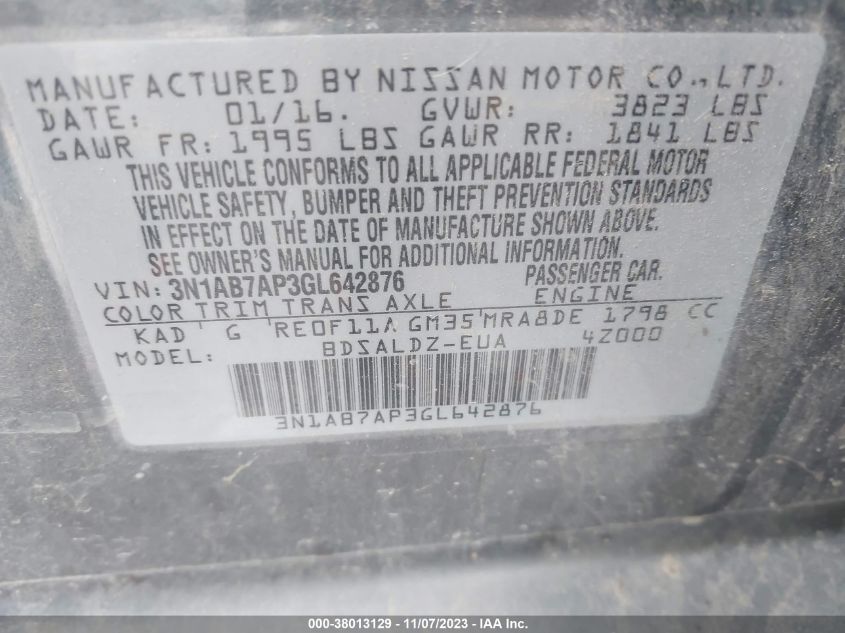 MANUFACTURED BY NISSAN MOTOR CO., LTD.
DATE: 01/16. GVWR: 3823 LBS
GAWR FR: 1995 LBS GAWR RR: 1841 LBS
THIS VEHICLE CONFORMS TO ALL APPLICABLE FEDERAL MOTOR
VEHICLE SAFETY, BUMPER AND THEFT PREVENTION STANDARDS
IN EFFECT ON THE DATE OF MANUFACTURE SHOWN ABOVE.
SEE OWNER'S MANUAL FOR ADDITIONAL INFORMATION.
VIN: 3N1AB7AP3GL642876 PASSENGER CAR.
COLOR TRIM TRANS AXLE ENGINE
KAD G RE0F11A GM35 MRA8DE 1798 CC
MODEL: BDSALDZ-EUA 4Z000
3N1AB7AP3GL642876
000-38013129 - 11/07/2023 - IAA Inc.